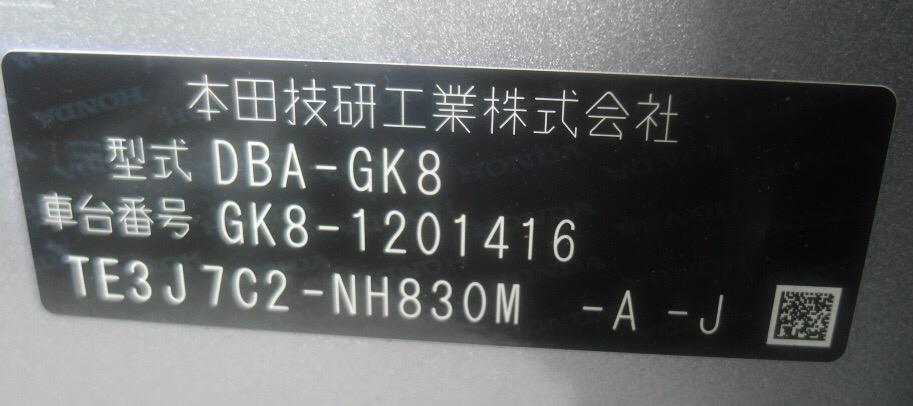 本田技研工業株式会社
型式 DBA-GK8
車台番号 GK8-1201416
TE3J7C2-NH830M -A -J